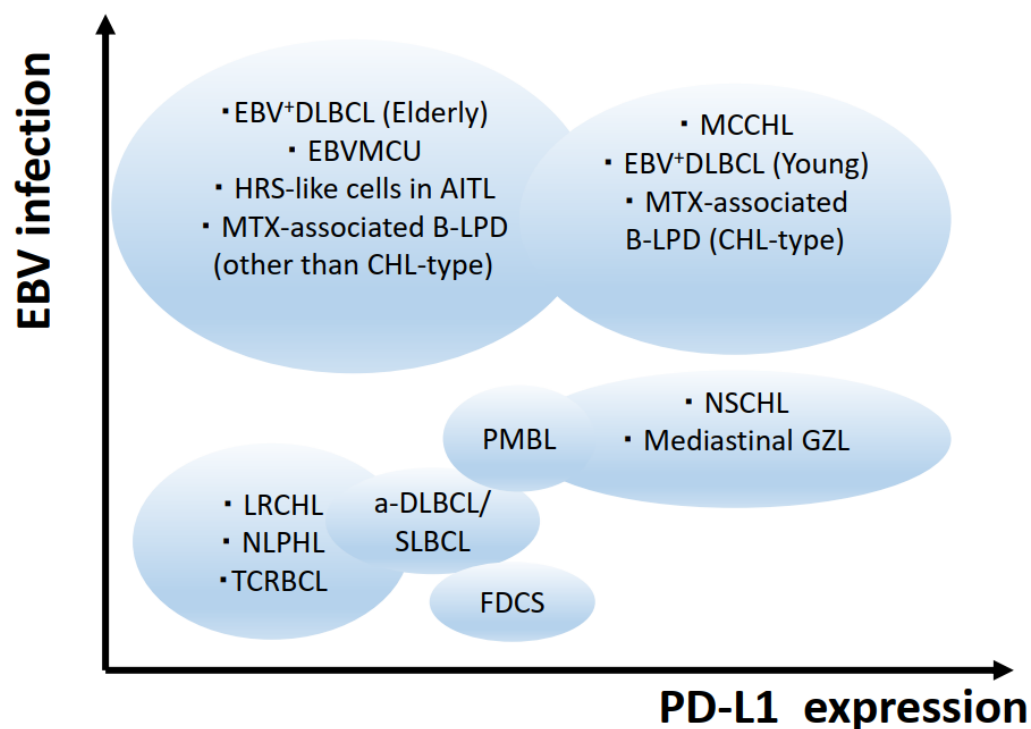 EBV infection
▪EBV⁺DLBCL (Elderly)
▪ EBVMCU
▪ HRS-like cells in AITL
▪ MTX-associated B-LPD
(other than CHL-type)
▪ MCCHL
▪ EBV⁺DLBCL (Young)
▪ MTX-associated
B-LPD (CHL-type)
▪ NSCHL
▪ Mediastinal GZL
PMBL
▪ LRCHL
▪ NLPHL
▪TCRBCL
a-DLBCL/
SLBCL
FDCS
PD-L1 expression